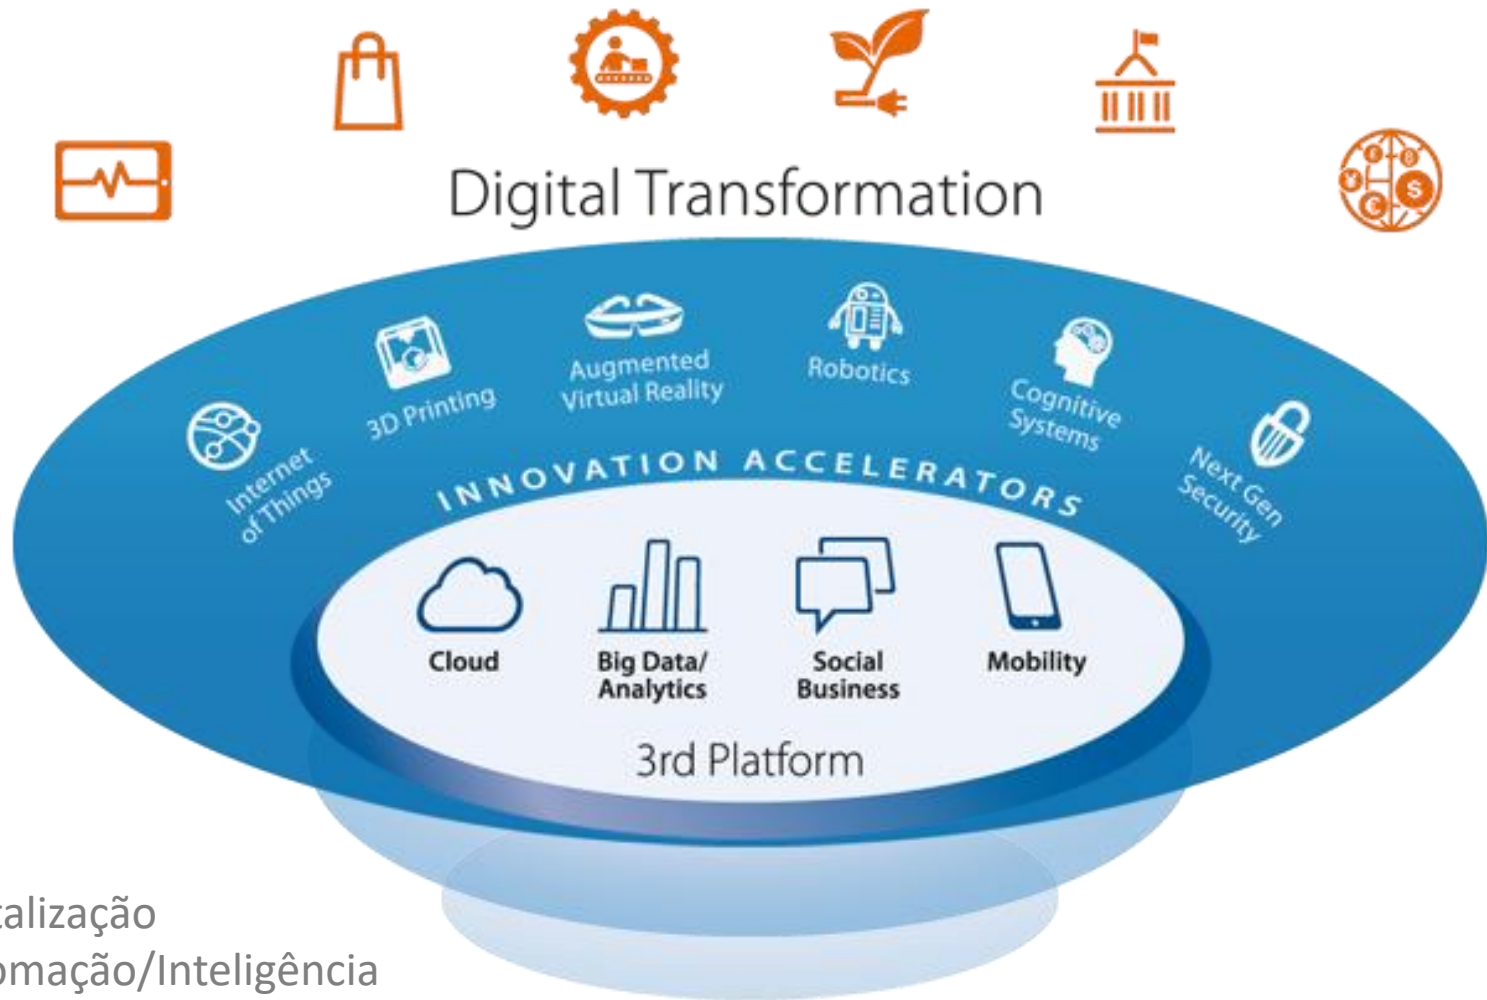 Digital Transformation
Internet
of Things
3D Printing
Augmented
Virtual Reality
Robotics
Cognitive
Systems
Next Gen
Security
INNOVATION ACCELERATORS
Cloud
Big Data/
Analytics
Social
Business
Mobility
3rd Platform
talização
omação/Inteligência